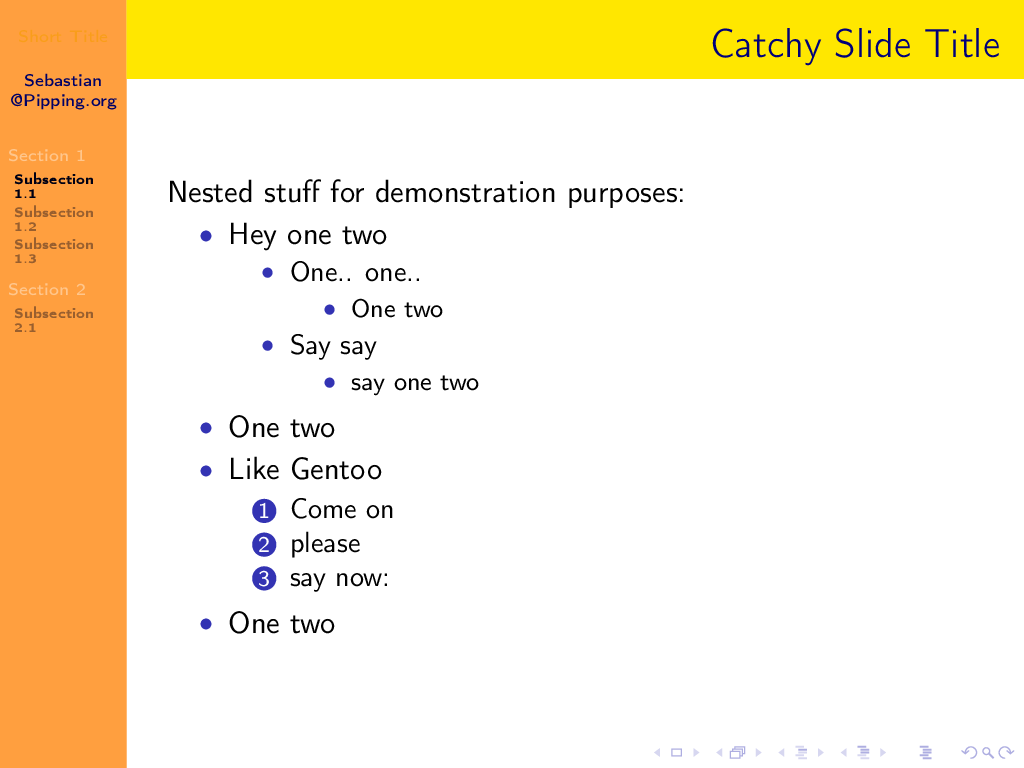 Short Title
Sebastian
@Pipping.org
Section 1
Subsection
1.1
Subsection
1.2
Subsection
1.3
Section 2
Subsection
2.1
Catchy Slide Title
Nested stuff for demonstration purposes:
• Hey one two
• One.. one..
• One two
• Say say
• say one two
• One two
• Like Gentoo
1 Come on
2 please
3 say now:
• One two